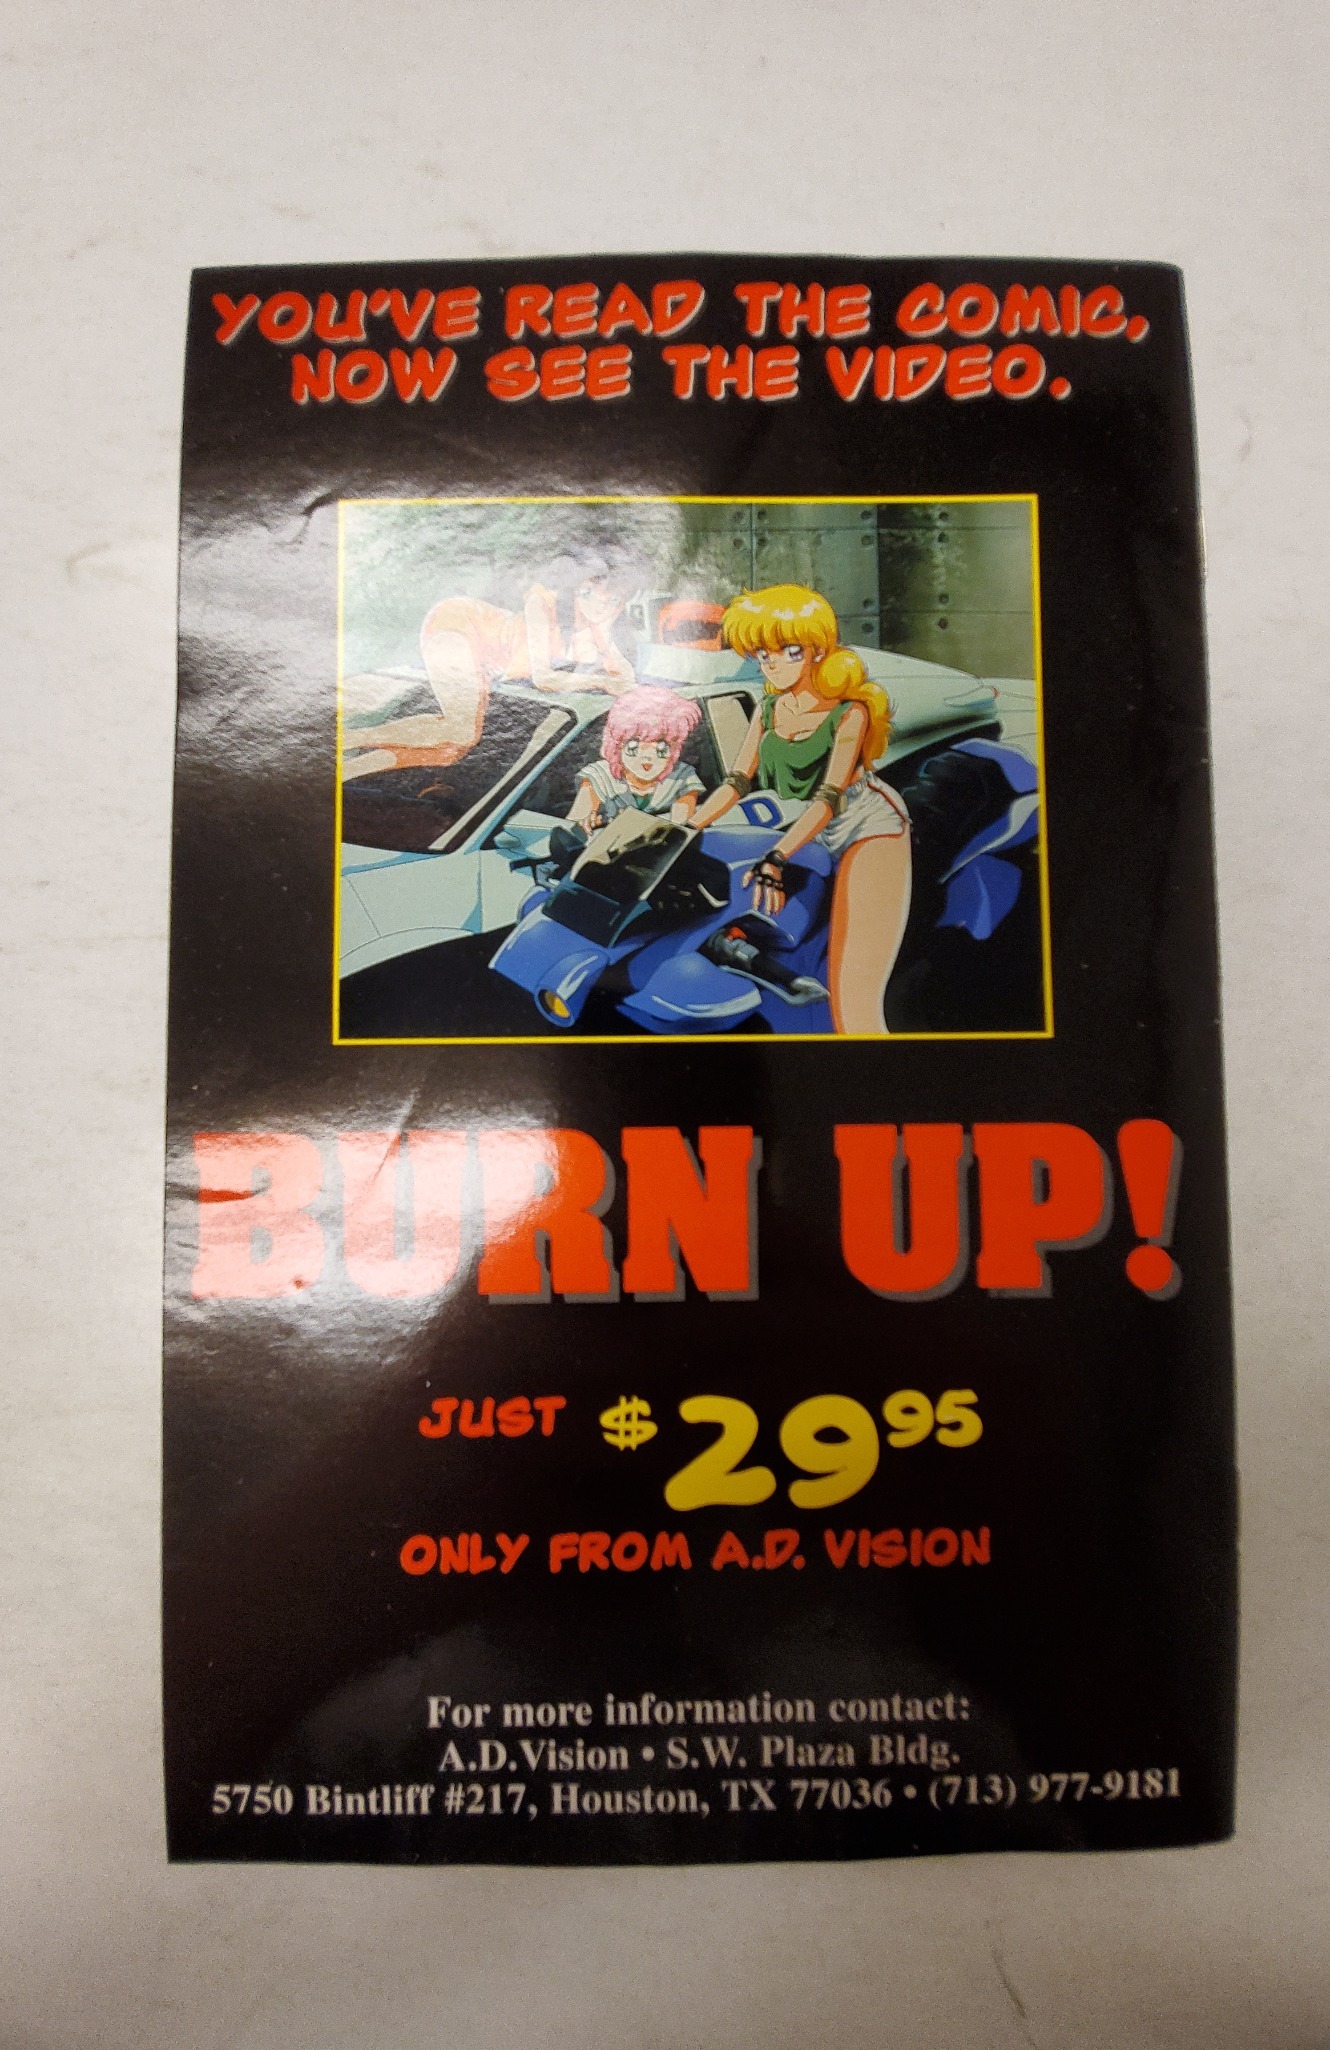 YOU'VE READ THE COMIC,
NOW SEE THE VIDEO.
D
BURN UP!
JUST $29 95
ONLY FROM A.D. VISION
For more information contact:
A.D.Vision • S.W. Plaza Bldg.
5750 Bintliff #217, Houston, TX 77036 • (713) 977-9181